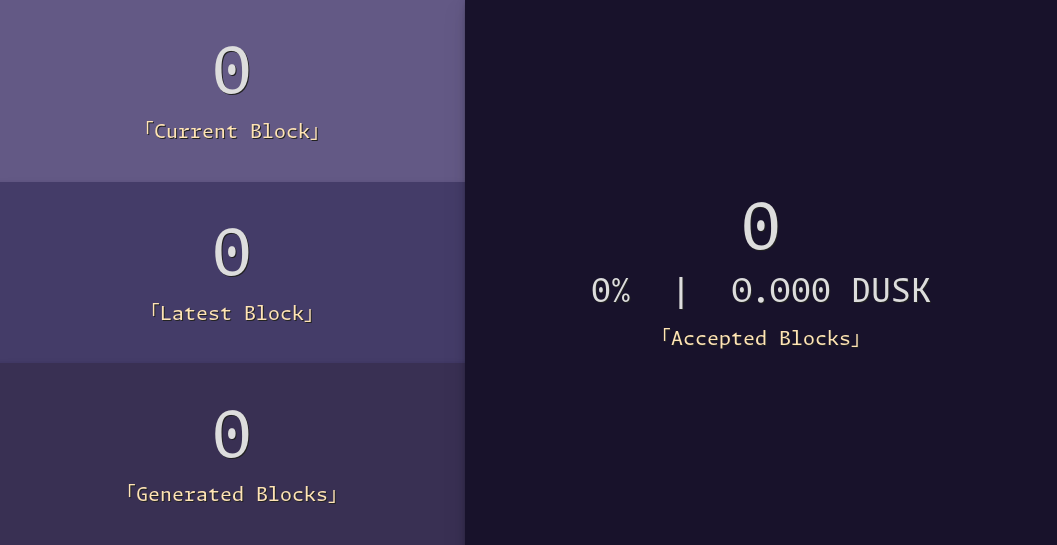 0
「Current Block」
0
「Latest Block」
0
「Generated Blocks」
0
0% | 0.000 DUSK
「Accepted Blocks」